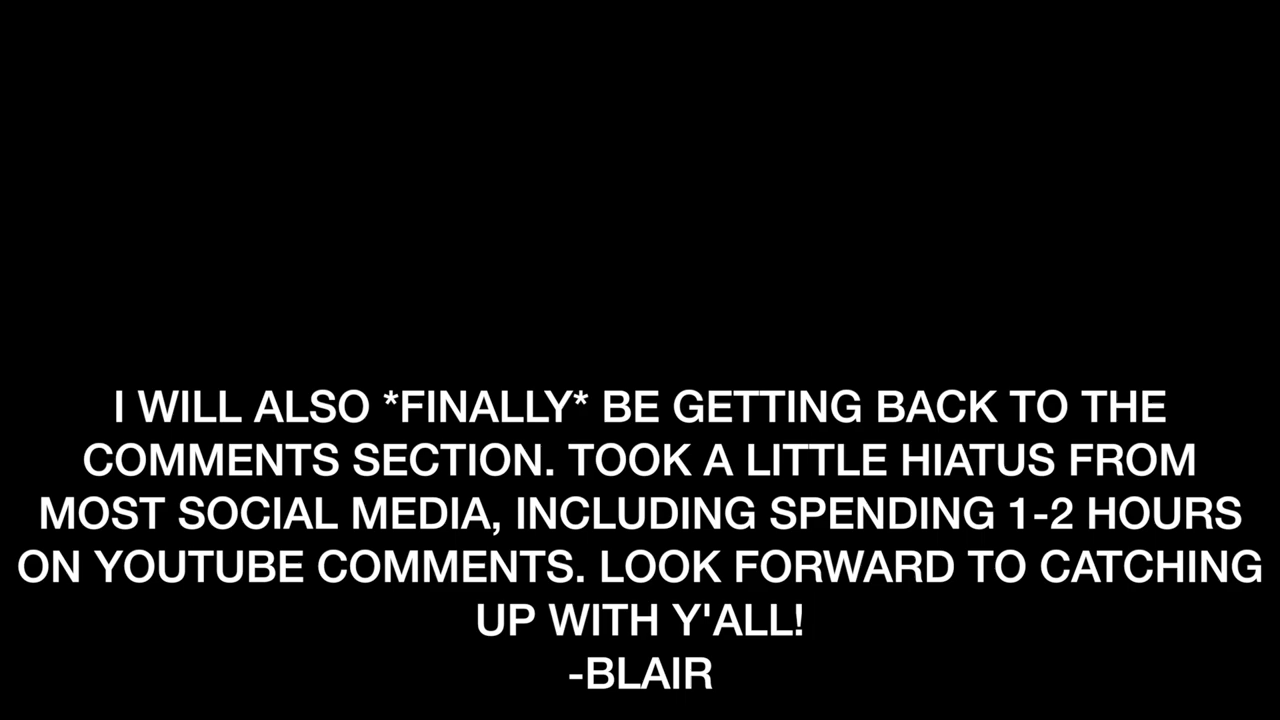 I WILL ALSO *FINALLY* BE GETTING BACK TO THE
COMMENTS SECTION. TOOK A LITTLE HIATUS FROM
MOST SOCIAL MEDIA, INCLUDING SPENDING 1-2 HOURS
ON YOUTUBE COMMENTS. LOOK FORWARD TO CATCHING
UP WITH Y'ALL!
-BLAIR